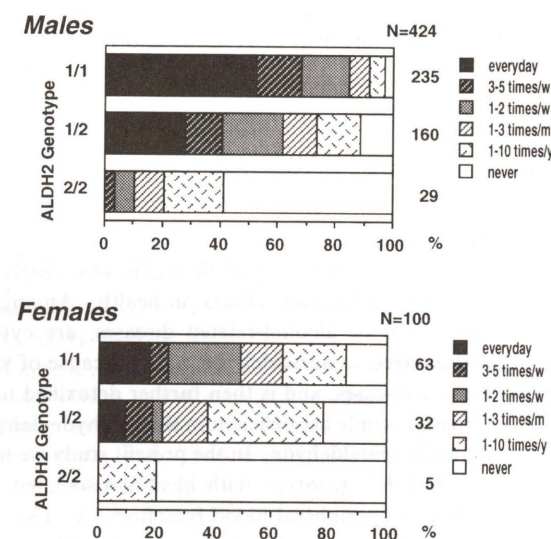 Males
N=424
ALDH2 Genotype
1/1
235
1/2
160
2/2
29
0 20 40 60 80 100 %
everyday
3-5 times/w
1-2 times/w
1-3 times/m
1-10 times/y
never
Females
N=100
ALDH2 Genotype
1/1
63
1/2
32
2/2
5
0 20 40 60 80 100 %
everyday
3-5 times/w
1-2 times/w
1-3 times/m
1-10 times/y
never